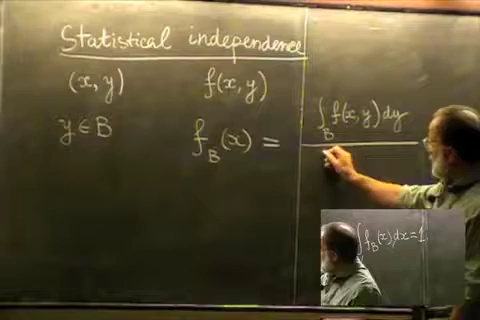 Statistical independence
(x, y) f(x, y)
y ∈ B f_B(x) = ∫_B f(x, y) dy
∫ f_B(x) dx = 1